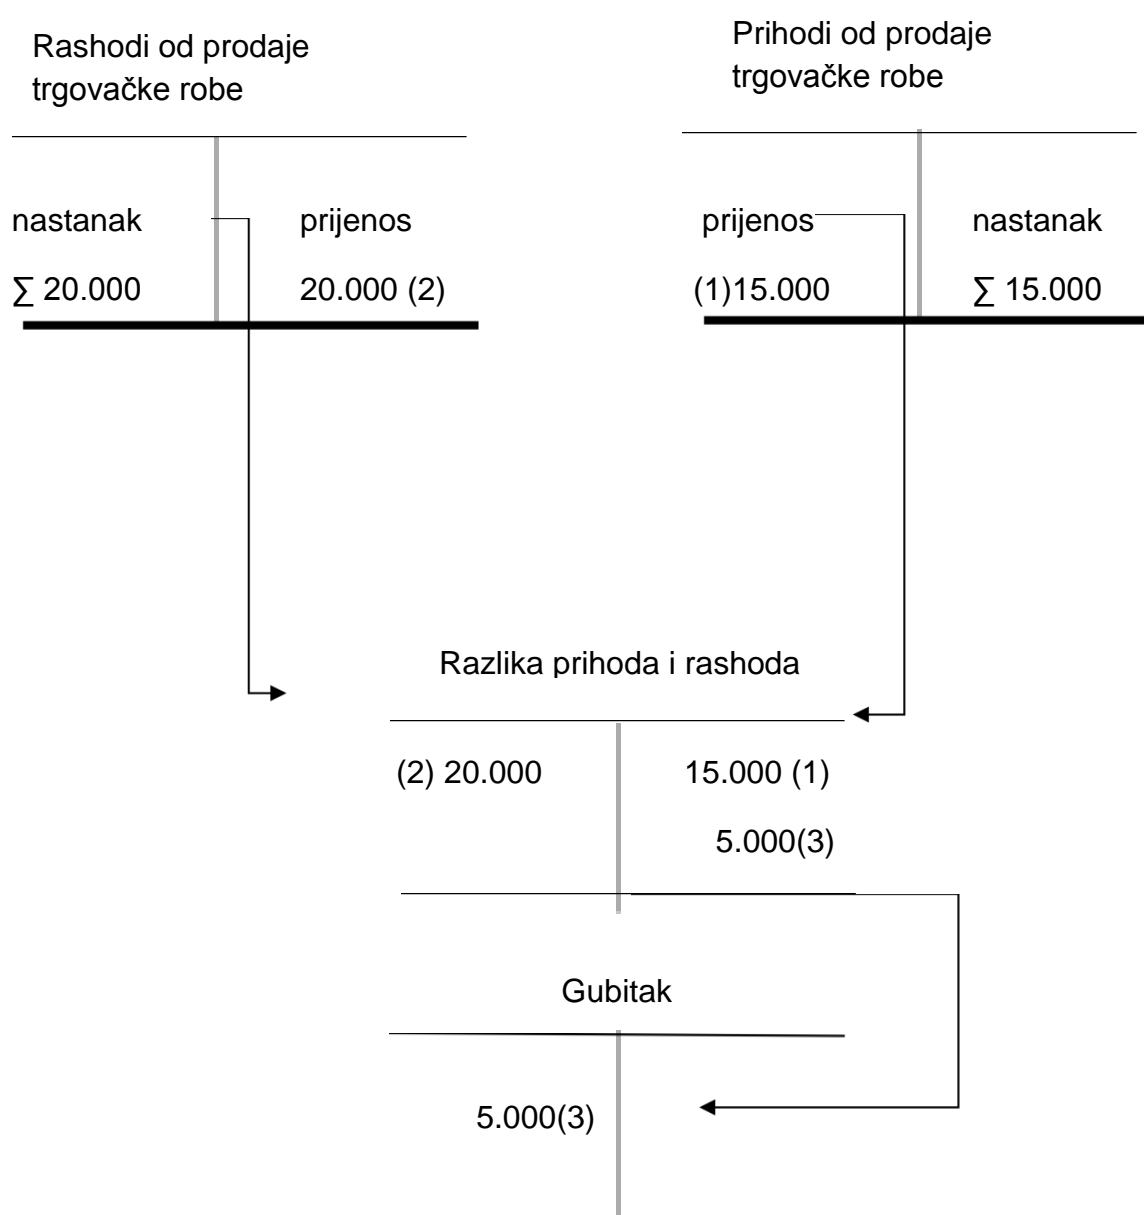 Rashodi od prodaje
trgovačke robe
Prihodi od prodaje
trgovačke robe
nastanak prijenos
∑ 20.000 20.000 (2)
prijenos nastanak
(1)15.000 ∑ 15.000
Razlika prihoda i rashoda
(2) 20.000 15.000 (1)
5.000(3)
Gubitak
5.000(3)